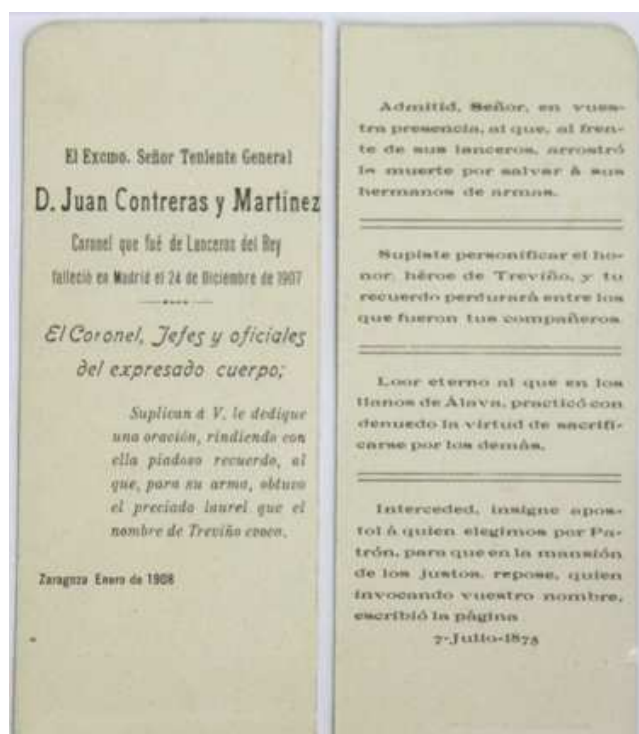 El Excmo. Señor Teniente General
D. Juan Contreras y Martínez
Coronel que fué de Lanceros del Rey
falleció en Madrid el 24 de Diciembre de 1907
El Coronel, Jefes y oficiales
del expresado cuerpo;
Suplican á V. le dedique
una oración, rindiendo con
ella piadoso recuerdo, al
que, para su arma, obtuvo
el preciado laurel que el
nombre de Treviño evoca.
Zaragoza Enero de 1908
Admitid, Señor, en vues-
tra presencia, al que, al fren-
te de sus lanceros, arrostró
la muerte por salvar á sus
hermanos de armas.
Supiste personificar el ho-
nor, héroe de Treviño, y tu
recuerdo perdurará entre los
que fueron tus compañeros.
Loor eterno al que en los
llanos de Álava, practicó con
denuedo la virtud de sacrifi-
carse por los demás.
Interceded, insigne apos-
tol á quien elegimos por Pa-
trón, para que en la mansión
de los justos, repose, quien
invocando vuestro nombre,
escribió la página
7-Julio-1875